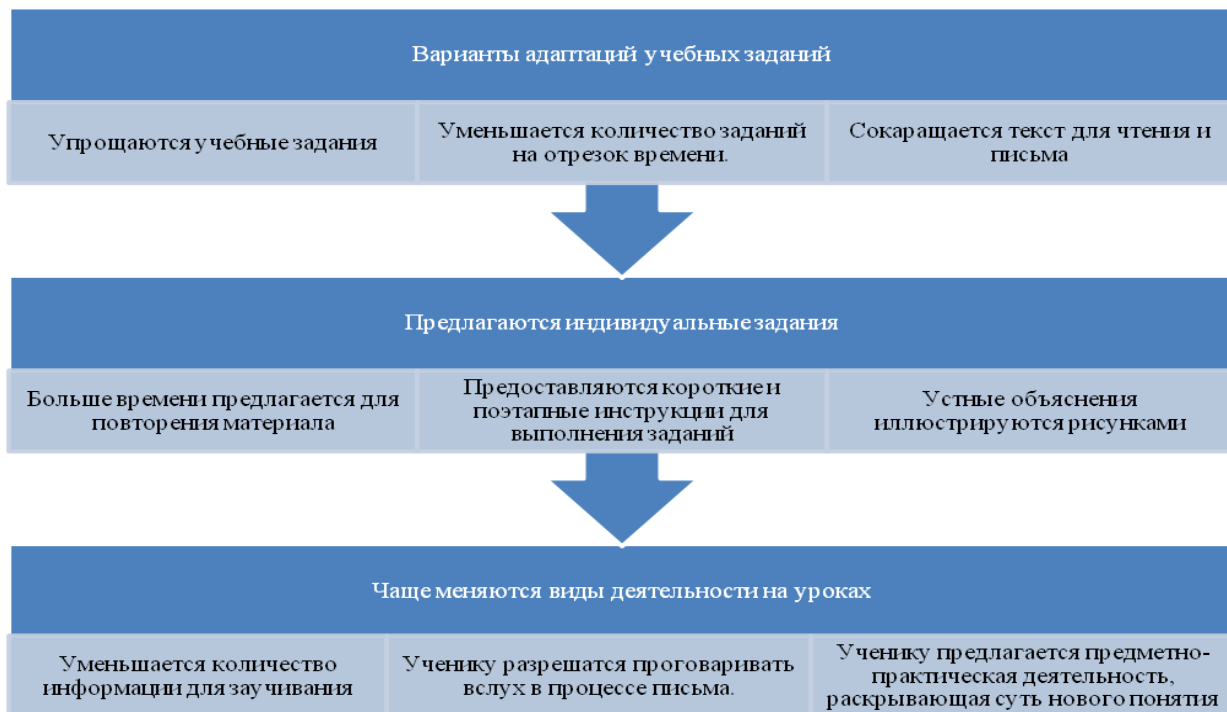 Варианты адаптаций учебных заданий
Упрощаются учебные задания
Уменьшается количество заданий
на отрезок времени.
Сокаращается текст для чтения и
письма
Предлагаются индивидуальные задания
Больше времени предлагается для
повторения материала
Предоставляются короткие и
поэтапные инструкции для
выполнения заданий
Устные объяснения
иллюстрируются рисунками
Чаще меняются виды деятельности на уроках
Уменьшается количество
информации для заучивания
Ученику разрешатся проговаривать
вслух в процессе письма.
Ученику предлагается предметно-
практическая деятельность,
раскрывающая суть нового понятия